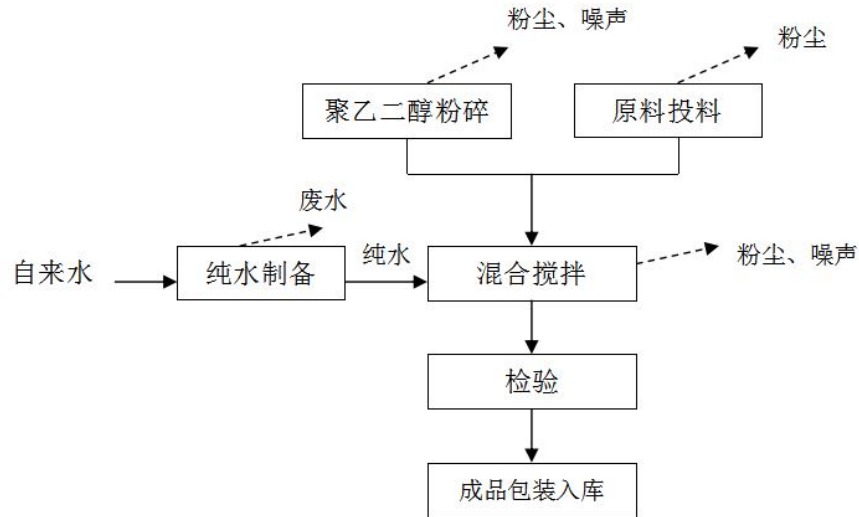 粉尘、噪声
粉尘
聚乙二醇粉碎
原料投料
废水
自来水
纯水制备
纯水
混合搅拌
粉尘、噪声
检验
成品包装入库